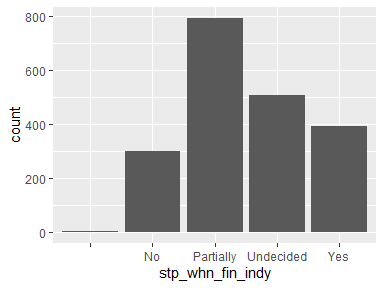 800
600
400
200
0
count
No Partially Undecided Yes
stp_whn_fin_indy